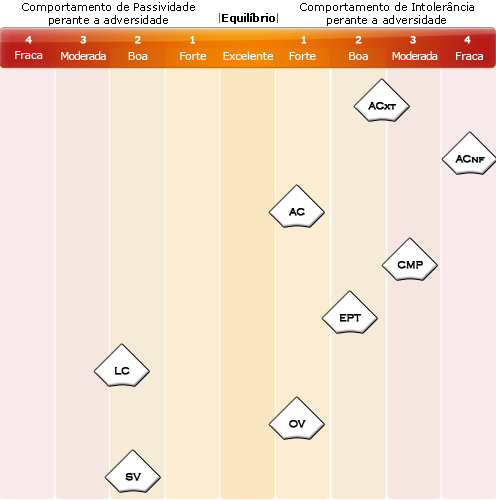 Comportamento de Passividade
perante a adversidade
|Equilíbrio|
Comportamento de Intolerância
perante a adversidade
4 3 2 1 1 2 3 4
Fraca Moderada Boa Forte Excelente Forte Boa Moderada Fraca
ACXT
ACNF
AC
CMP
EPT
LC
OV
SV